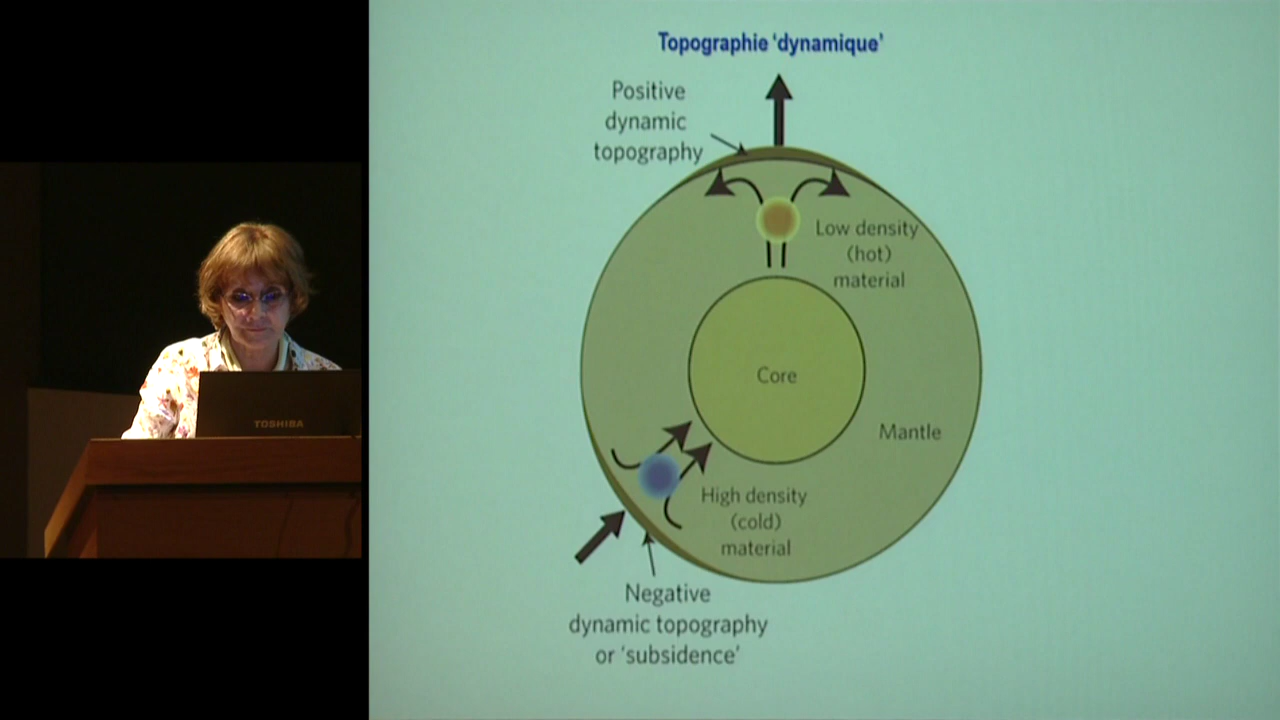 Topographie 'dynamique'
Positive
dynamic
topography
Low density
(hot)
material
Core
Mantle
High density
(cold)
material
Negative
dynamic topography
or 'subsidence'
TOSHIBA